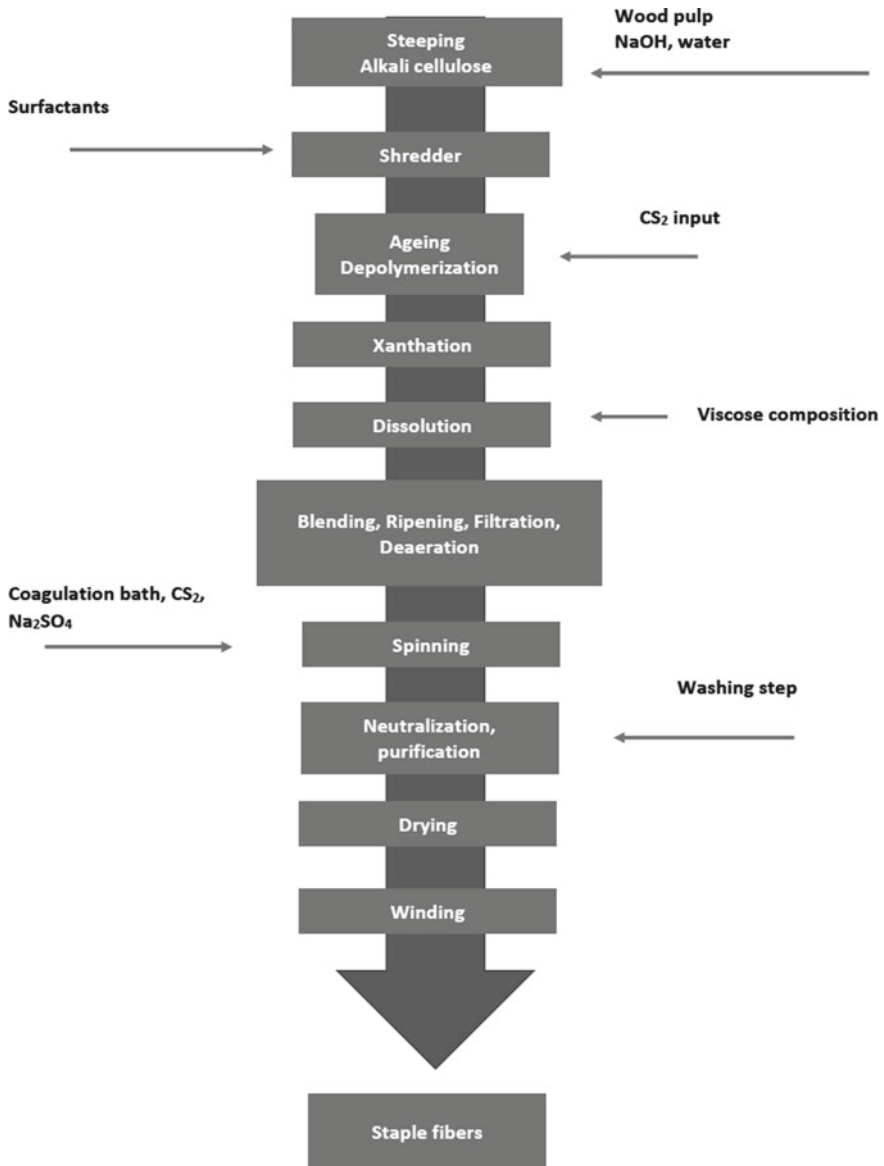 Wood pulp
NaOH, water
Steeping
Alkali cellulose
Surfactants
Shredder
CS₂ input
Ageing
Depolymerization
Xanthation
Viscose composition
Dissolution
Blending, Ripening, Filtration,
Deaeration
Coagulation bath, CS₂,
Na₂SO₄
Spinning
Washing step
Neutralization,
purification
Drying
Winding
Staple fibers